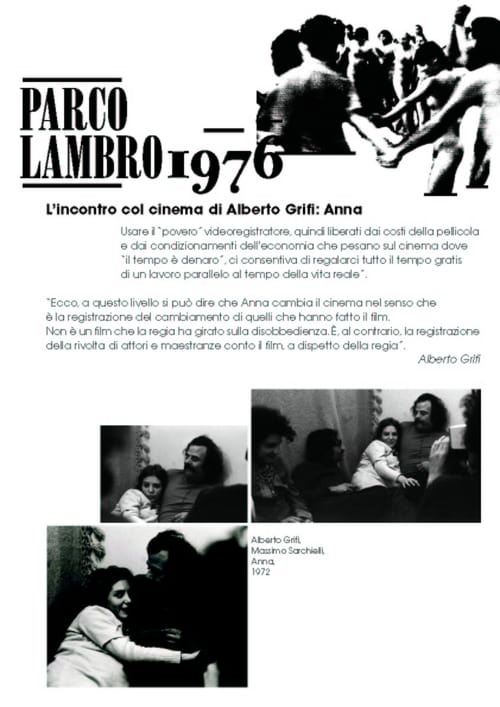 PARCO
LAMBRO 1976
L'incontro col cinema di Alberto Grifi: Anna
Usare il "povero" videoregistratore, quindi liberati dai costi della pellicola
e dai condizionamenti dell'economia che pesano sul cinema dove
"il tempo è denaro", ci consentiva di regalarci tutto il tempo gratis
di un lavoro parallelo al tempo della vita reale".
"Ecco, a questo livello si può dire che Anna cambia il cinema nel senso che
è la registrazione del cambiamento di quelli che hanno fatto il film.
Non è un film che la regia ha girato sulla disobbedienza. È, al contrario, la registrazione
della rivolta di attori e maestranze conto il film, a dispetto della regia".
Alberto Grifi
Alberto Grifi,
Massimo Sarchielli,
Anna,
1972